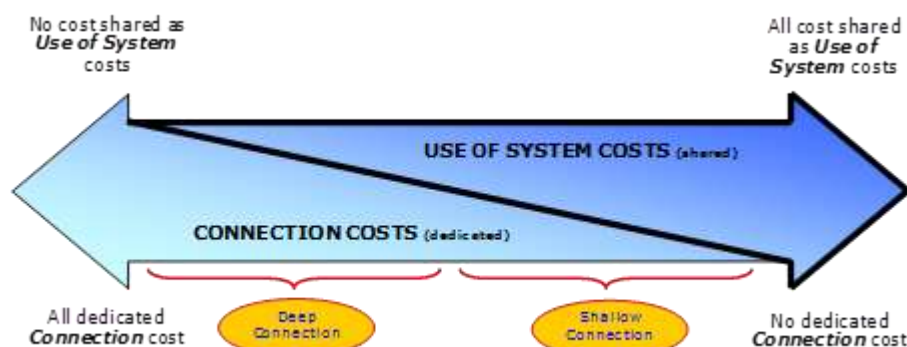 No cost shared as
Use of System
costs
All cost shared
as Use of
System costs
USE OF SYSTEM COSTS (shared)
CONNECTION COSTS (dedicated)
Deep
Connection
Shallow
Connection
All dedicated
Connection cost
No dedicated
Connection cost